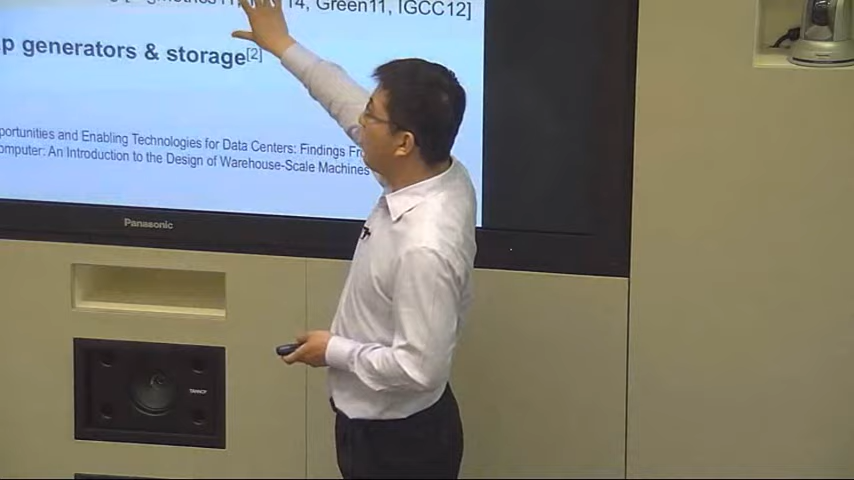 14, Green11, IGCC12]
p generators & storage[2]
portunities and Enabling Technologies for Data Centers: Findings
omputer: An Introduction to the Design of Warehouse-Scale Machines
Panasonic
TANNOY